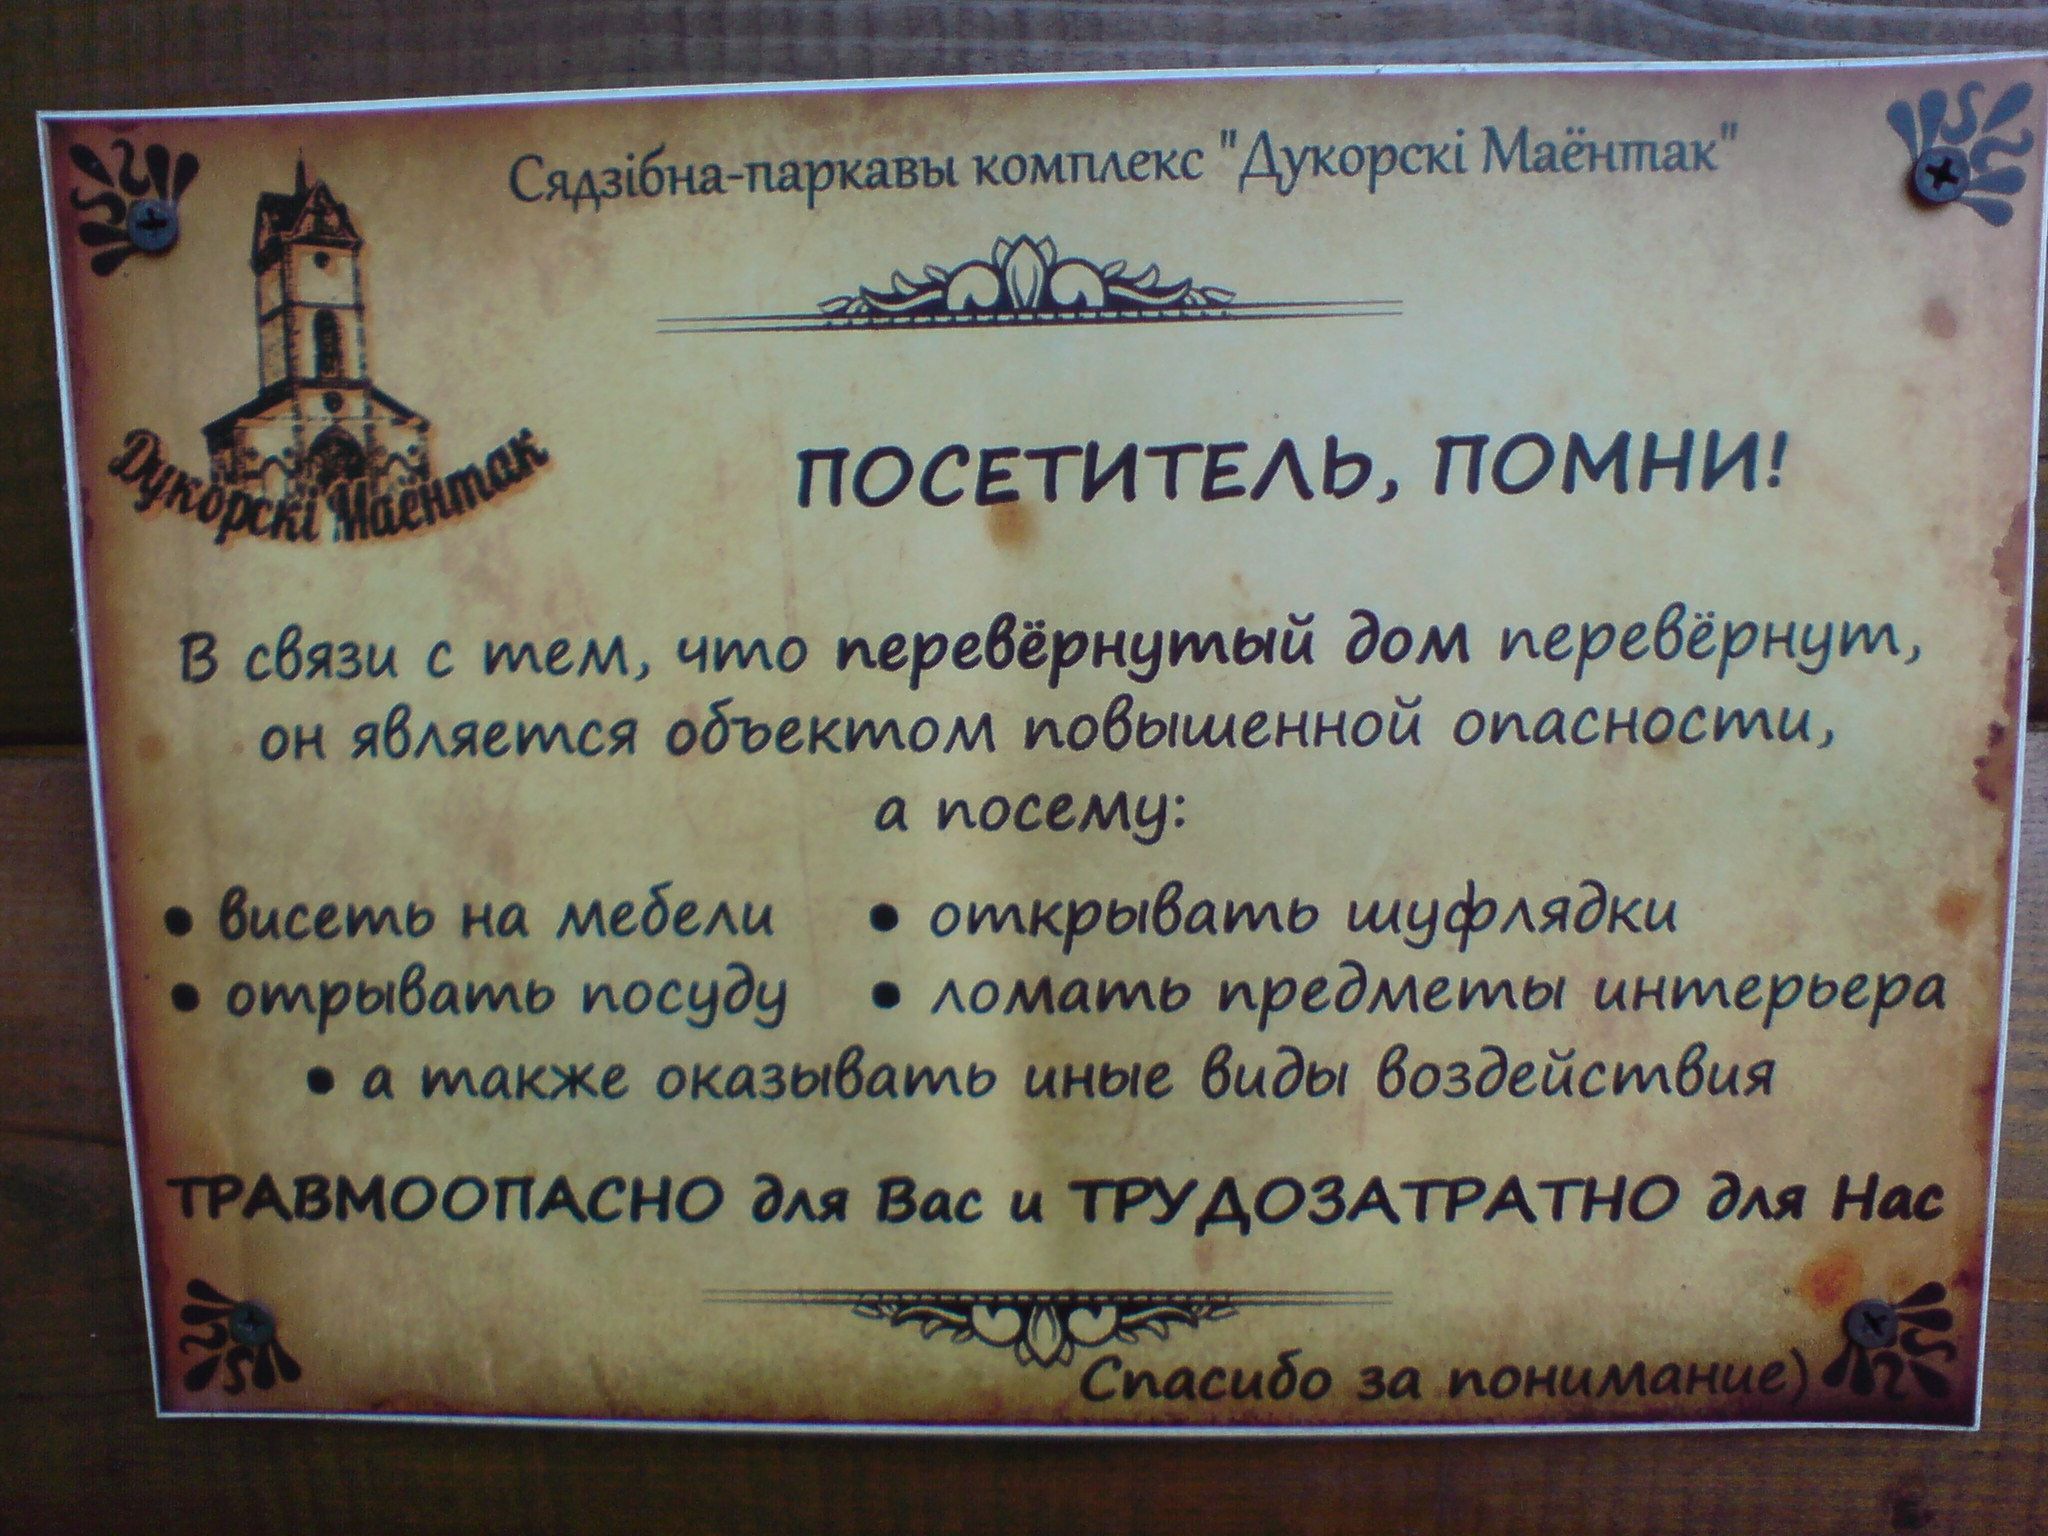 Сядзібна-паркавы комплекс "Дукорскі Маёнтак"
Дукорскі Маёнтак
ПОСЕТИТЕЛЬ, ПОМНИ!
В связи с тем, что перевёрнутый дом перевёрнут,
он является объектом повышенной опасности,
а посему:
• висеть на мебели • открывать шуфлядки
• отрывать посуду • ломать предметы интерьера
• а также оказывать иные виды воздействия
ТРАВМООПАСНО для Вас и ТРУДОЗАТРАТНО для Нас
Спасибо за понимание)